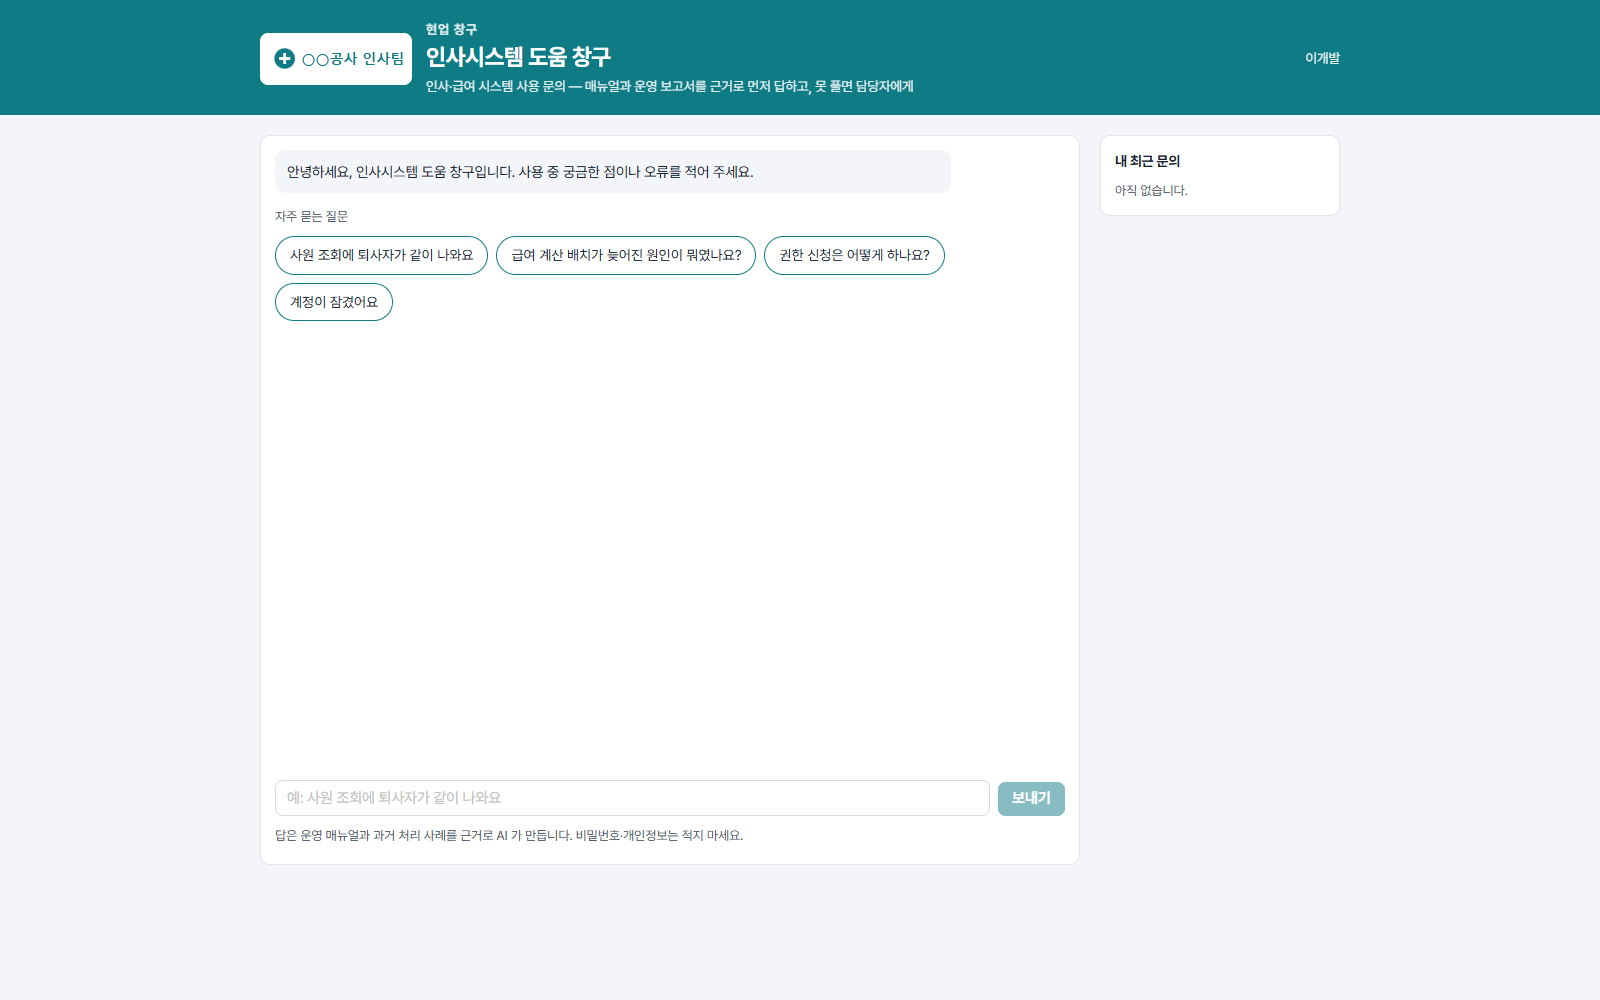 ○○공사 인사팀
현업 창구
인사시스템 도움 창구
인사·급여 시스템 사용 문의 — 매뉴얼과 운영 보고서를 근거로 먼저 답하고, 못 풀면 담당자에게
이개발
안녕하세요, 인사시스템 도움 창구입니다. 사용 중 궁금한 점이나 오류를 적어 주세요.
자주 묻는 질문
사원 조회에 퇴사자가 같이 나와요
급여 계산 배치가 늦어진 원인이 뭐였나요?
권한 신청은 어떻게 하나요?
계정이 잠겼어요
예: 사원 조회에 퇴사자가 같이 나와요
보내기
답은 운영 매뉴얼과 과거 처리 사례를 근거로 AI 가 만듭니다. 비밀번호·개인정보는 적지 마세요.
내 최근 문의
아직 없습니다.